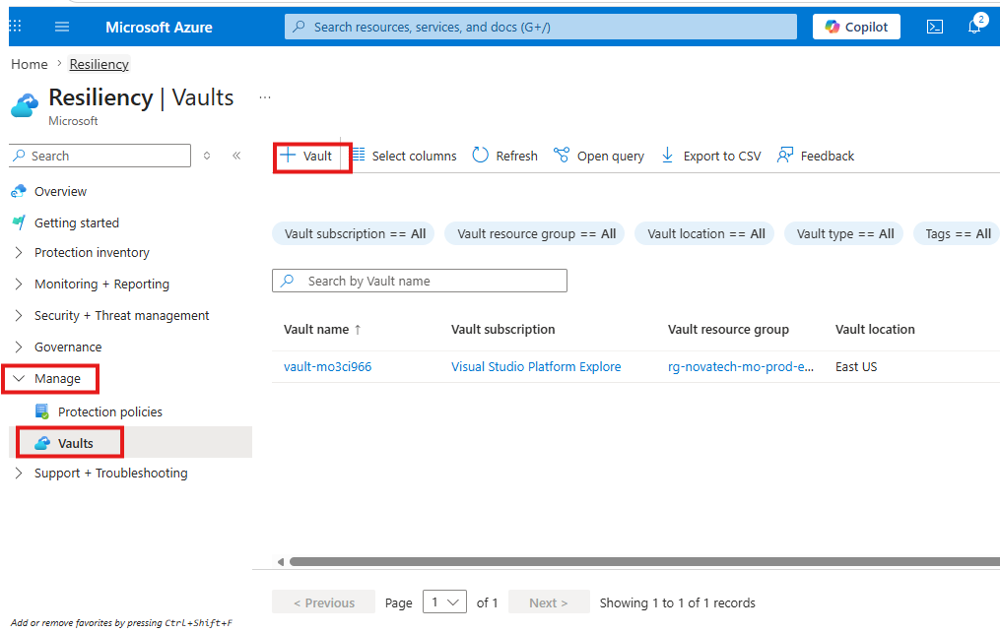 Microsoft Azure
Search resources, services, and docs (G+/)
Copilot
2
Home > Resiliency
Resiliency | Vaults ...
Microsoft
Search
Overview
Getting started
Protection inventory
Monitoring + Reporting
Security + Threat management
Governance
Manage
Protection policies
Vaults
Support + Troubleshooting
Add or remove favorites by pressing Ctrl+Shift+F
+ Vault Select columns Refresh Open query Export to CSV Feedback
Vault subscription == All Vault resource group == All Vault location == All Vault type == All Tags == All
Search by Vault name
Vault name ↑ Vault subscription Vault resource group Vault location
vault-mo3ci966 Visual Studio Platform Explore rg-novatech-mo-prod-e... East US
< Previous Page 1 of 1 Next > Showing 1 to 1 of 1 records